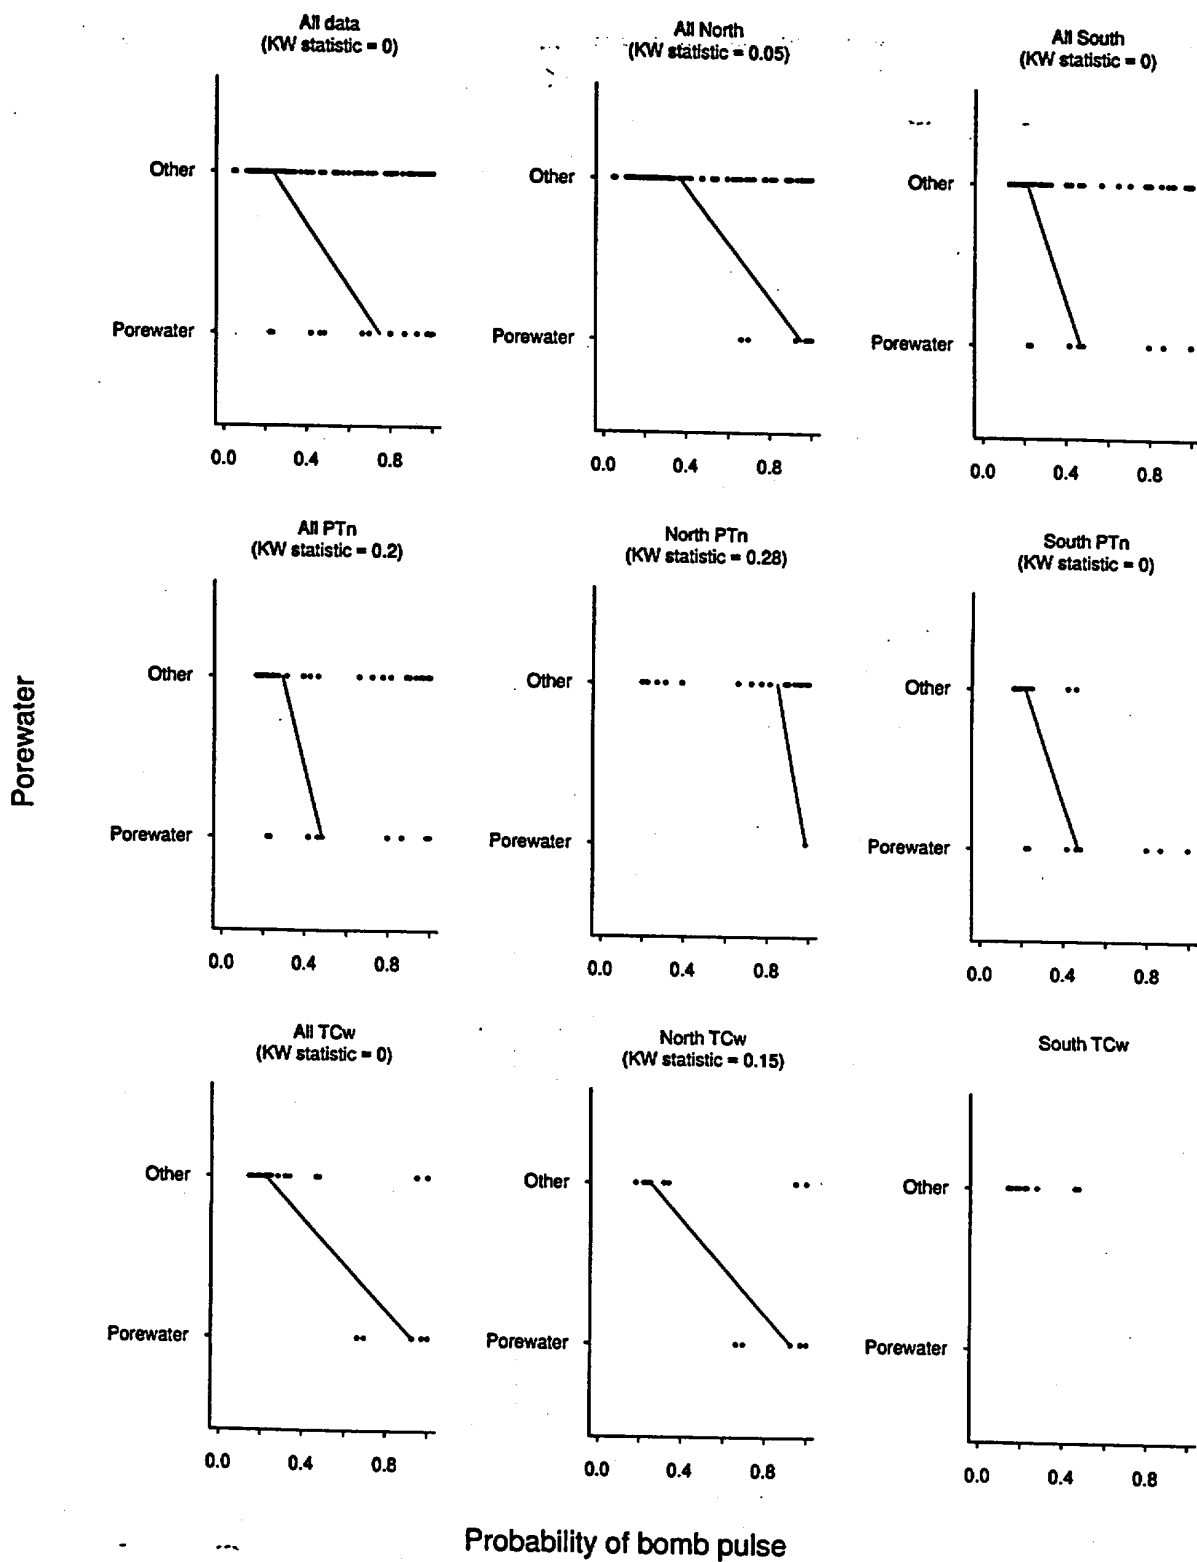 All data
(KW statistic = 0)
Other
Porewater
0.0 0.4 0.8
All North
(KW statistic = 0.05)
Other
Porewater
0.0 0.4 0.8
All South
(KW statistic = 0)
Other
Porewater
0.0 0.4 0.8
All PTn
(KW statistic = 0.2)
Other
Porewater
0.0 0.4 0.8
North PTn
(KW statistic = 0.28)
Other
Porewater
0.0 0.4 0.8
South PTn
(KW statistic = 0)
Other
Porewater
0.0 0.4 0.8
All TCw
(KW statistic = 0)
Other
Porewater
0.0 0.4 0.8
North TCw
(KW statistic = 0.15)
Other
Porewater
0.0 0.4 0.8
South TCw
Other
Porewater
0.0 0.4 0.8
Porewater
Probability of bomb pulse